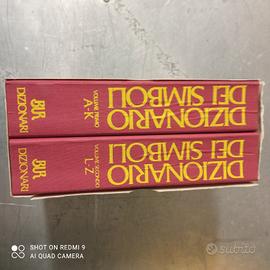 DIZIONARIO
DEI SIMBOLI
VOLUME PRIMO
A-K
BUR
DIZIONARI
DIZIONARIO
DEI SIMBOLI
VOLUME SECONDO
L-Z
BUR
DIZIONARI
SHOT ON REDMI 9
AI QUAD CAMERA
subito